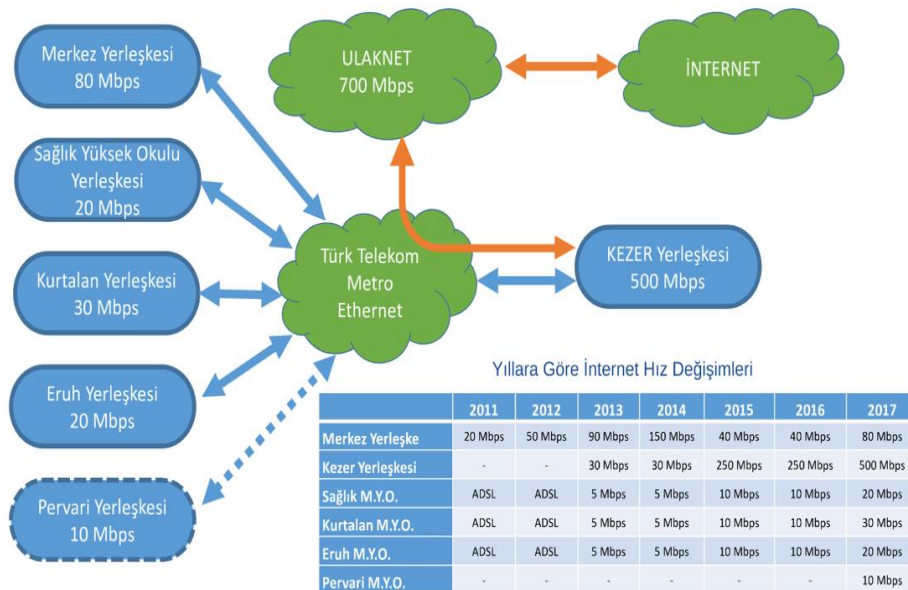 Merkez Yerleşkesi
80 Mbps
Sağlık Yüksek Okulu
Yerleşkesi
20 Mbps
Kurtalan Yerleşkesi
30 Mbps
Eruh Yerleşkesi
20 Mbps
Pervari Yerleşkesi
10 Mbps
ULAKNET
700 Mbps
İNTERNET
Türk Telekom
Metro
Ethernet
KEZER Yerleşkesi
500 Mbps
Yıllara Göre İnternet Hız Değişimleri
2011 2012 2013 2014 2015 2016 2017
Merkez Yerleşke 20 Mbps 50 Mbps 90 Mbps 150 Mbps 40 Mbps 40 Mbps 80 Mbps
Kezer Yerleşkesi - - 30 Mbps 30 Mbps 250 Mbps 250 Mbps 500 Mbps
Sağlık M.Y.O. ADSL ADSL 5 Mbps 5 Mbps 10 Mbps 10 Mbps 20 Mbps
Kurtalan M.Y.O. ADSL ADSL 5 Mbps 5 Mbps 10 Mbps 10 Mbps 30 Mbps
Eruh M.Y.O. ADSL ADSL 5 Mbps 5 Mbps 10 Mbps 10 Mbps 20 Mbps
Pervari M.Y.O. - - - - - - 10 Mbps